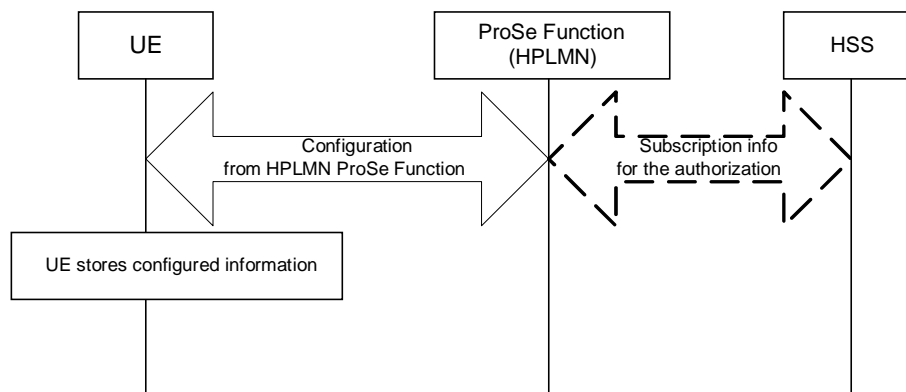 UE
ProSe Function
(HPLMN)
HSS
Configuration
from HPLMN ProSe Function
Subscription info
for the authorization
UE stores configured information